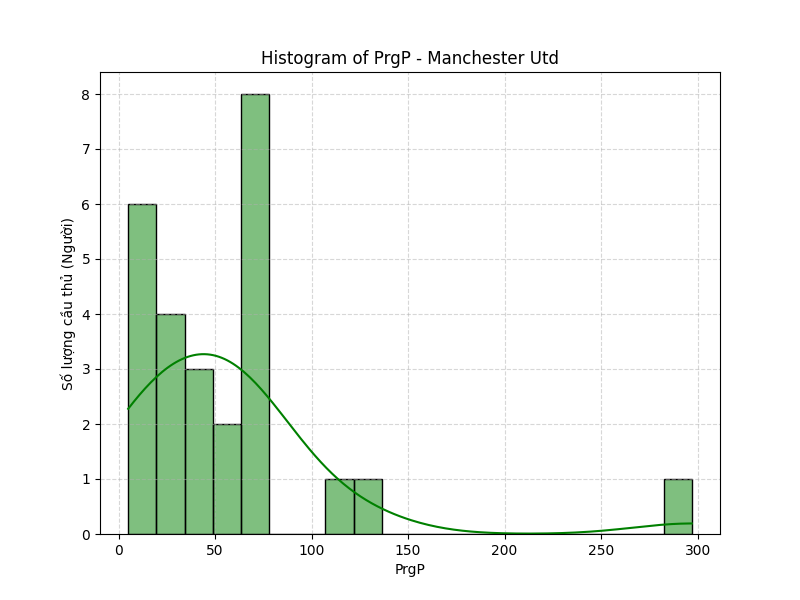 Histogram of PrgP - Manchester Utd
Số lượng cầu thủ (Người)
8
7
6
5
4
3
2
1
0
0 50 100 150 200 250 300
PrgP